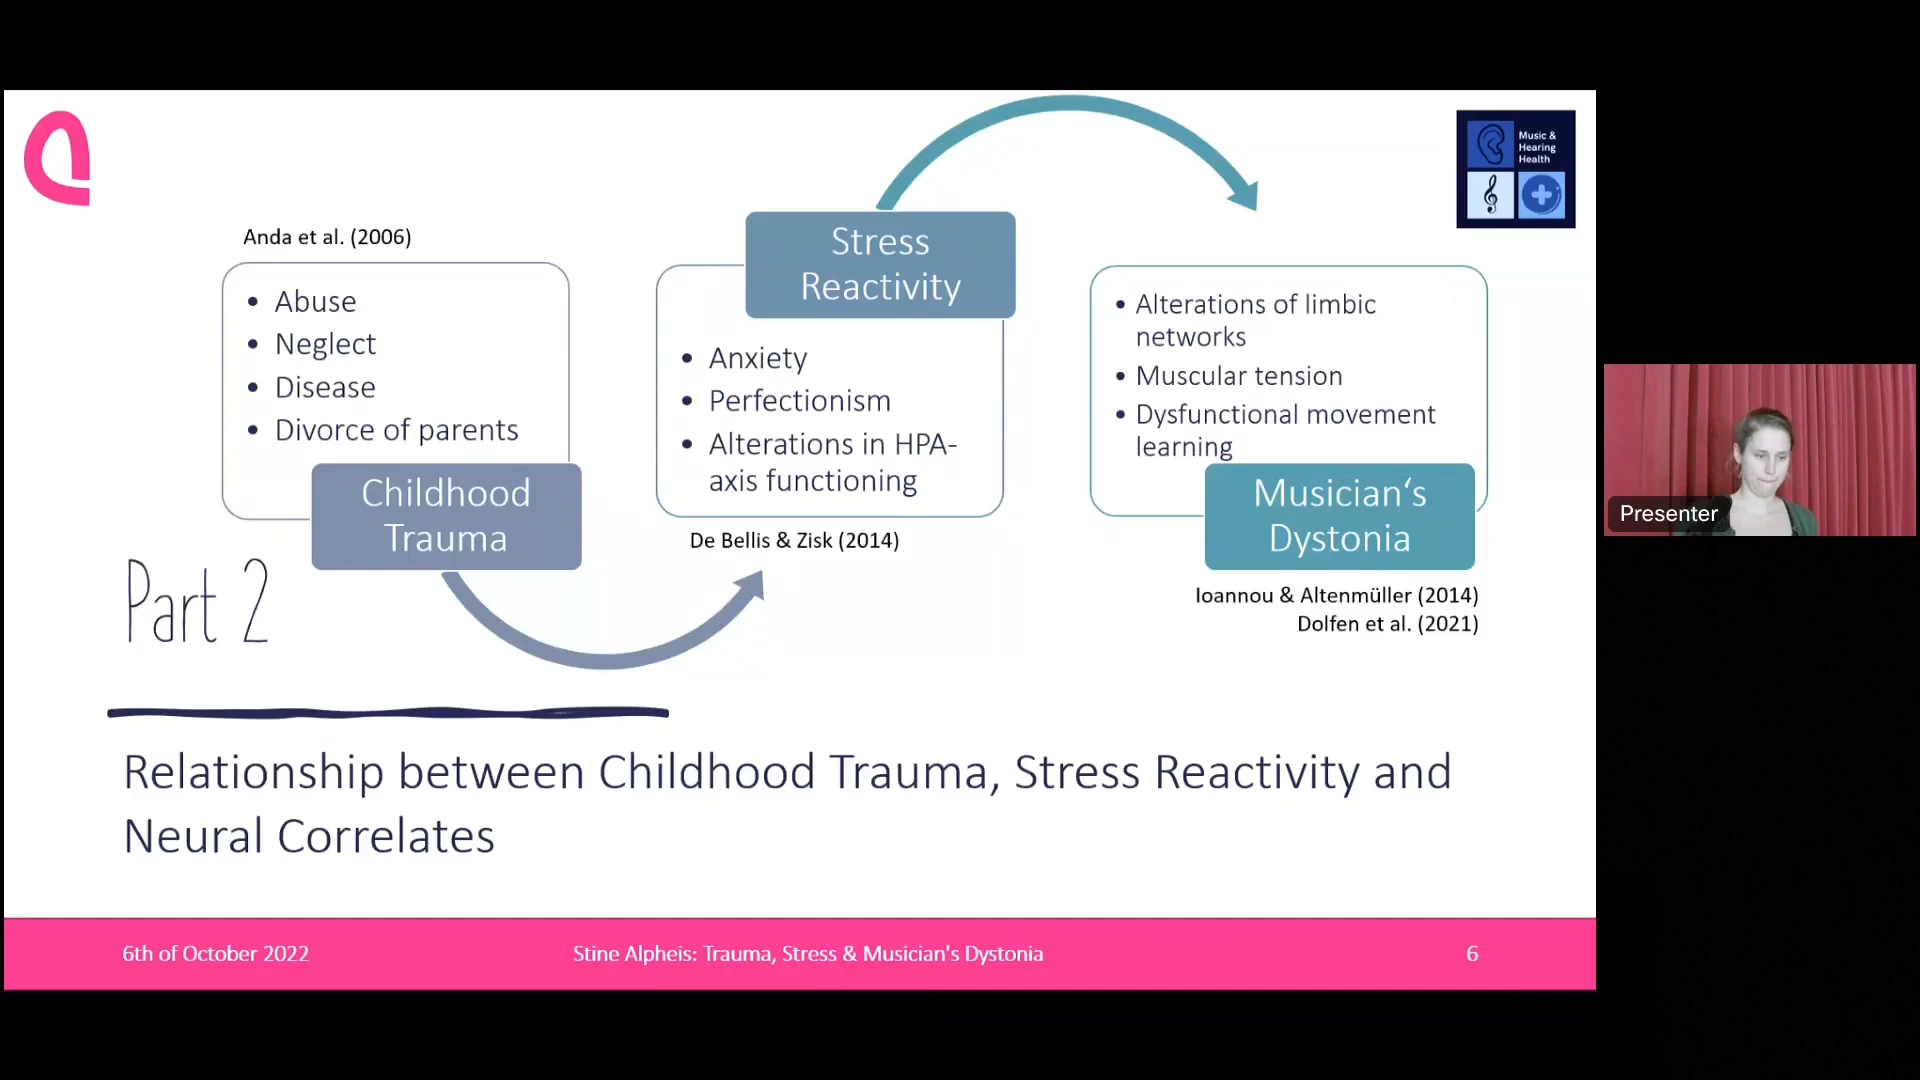 Music &
Hearing
Health
Anda et al. (2006)
• Abuse
• Neglect
• Disease
• Divorce of parents
Childhood
Trauma
Stress
Reactivity
• Anxiety
• Perfectionism
• Alterations in HPA-
axis functioning
De Bellis & Zisk (2014)
• Alterations of limbic
networks
• Muscular tension
• Dysfunctional movement
learning
Musician‘s
Dystonia
Ioannou & Altenmüller (2014)
Dolfen et al. (2021)
Part 2
Relationship between Childhood Trauma, Stress Reactivity and
Neural Correlates
6th of October 2022
Stine Alpheis: Trauma, Stress & Musician's Dystonia
6
Presenter